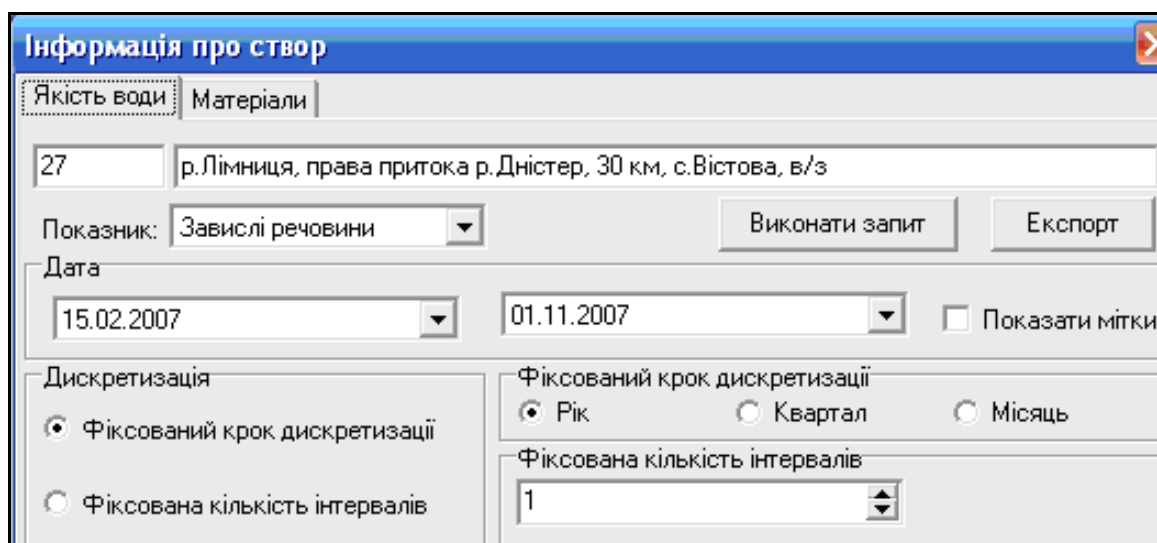 Інформація про створ
Якість води Матеріали
27 р.Лімниця, права притока р.Дністер, 30 км, с.Вістова, в/з
Показник: Завислі речовини Виконати запит Експорт
Дата
15.02.2007 01.11.2007 Показати мітки
Дискретизація Фіксований крок дискретизації
Фіксований крок дискретизації Рік Квартал Місяць
Фіксована кількість інтервалів
Фіксована кількість інтервалів 1